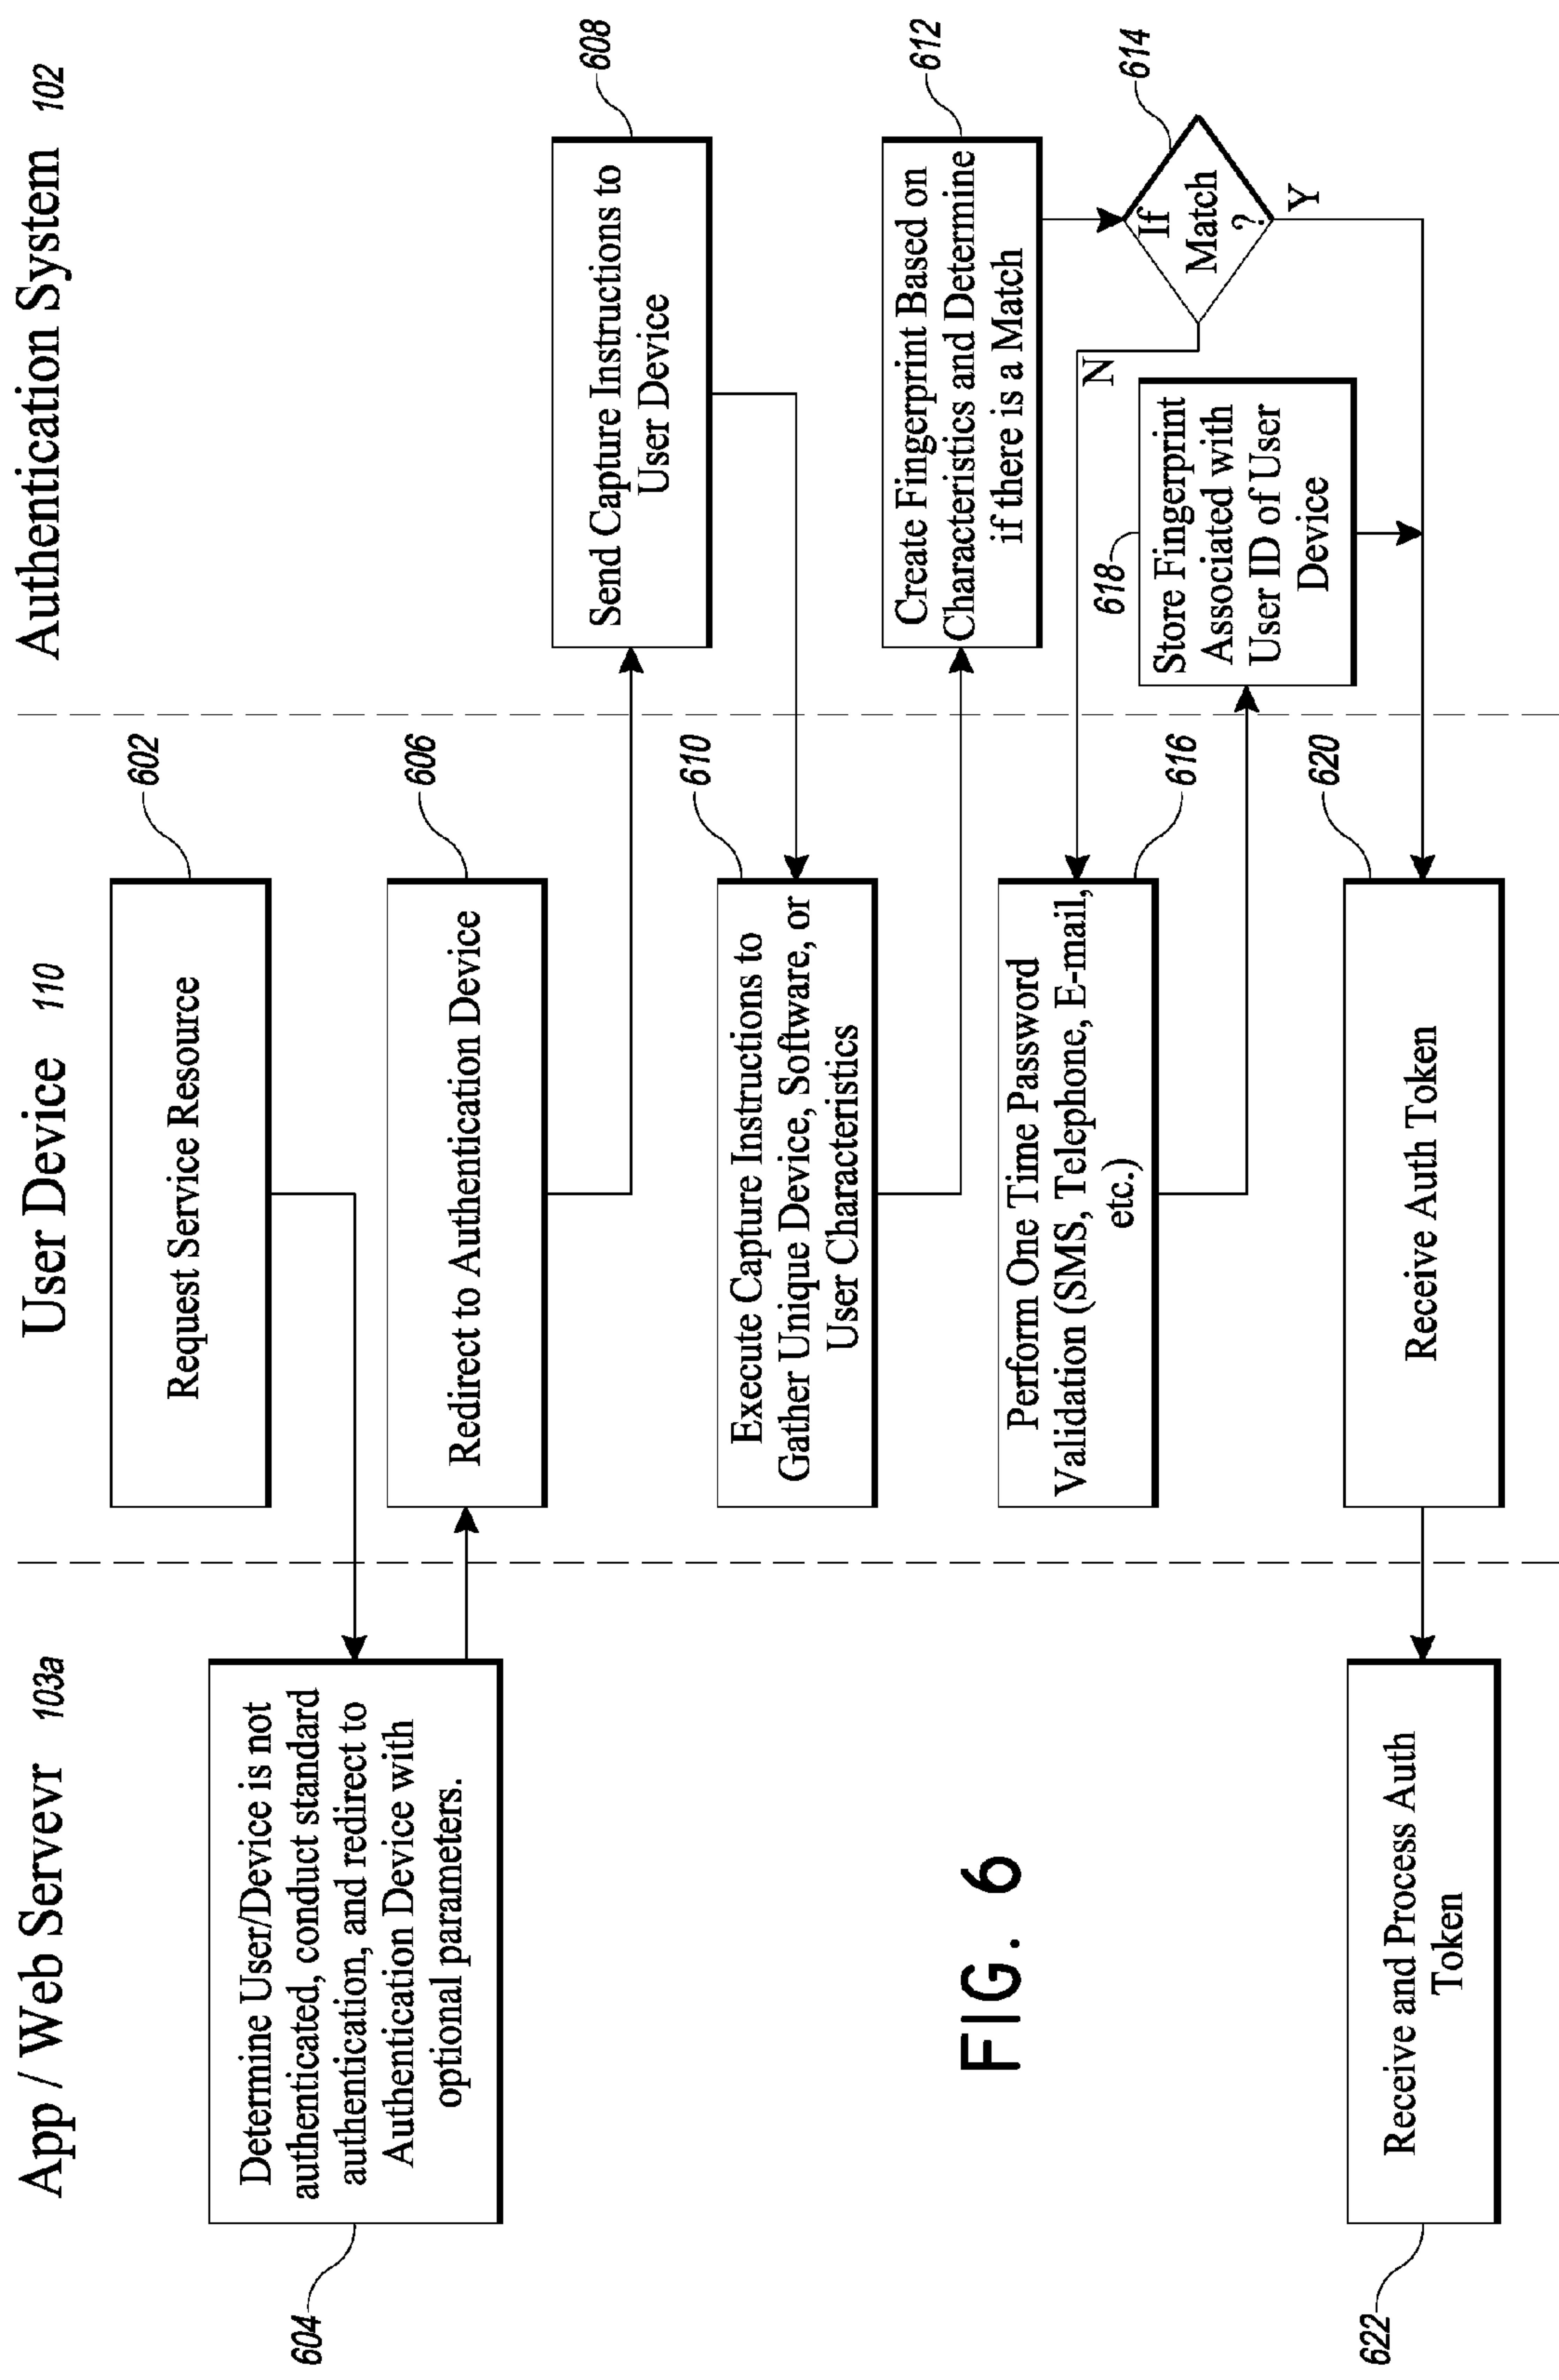 App / Web Servevr 103a
User Device 110
Authentication System 102
602
Request Service Resource
604
Determine User/Device is not
authenticated, conduct standard
authentication, and redirect to
Authentication Device with
optional parameters.
606
Redirect to Authentication Device
608
Send Capture Instructions to
User Device
610
Execute Capture Instructions to
Gather Unique Device, Software, or
User Characteristics
612
Create Fingerprint Based on
Characteristics and Determine
if there is a Match
614
If
Match
?
N
Y
616
Perform One Time Password
Validation (SMS, Telephone, E-mail,
etc.)
618
Store Fingerprint
Associated with
User ID of User
Device
620
Receive Auth Token
622
Receive and Process Auth
Token
FIG. 6